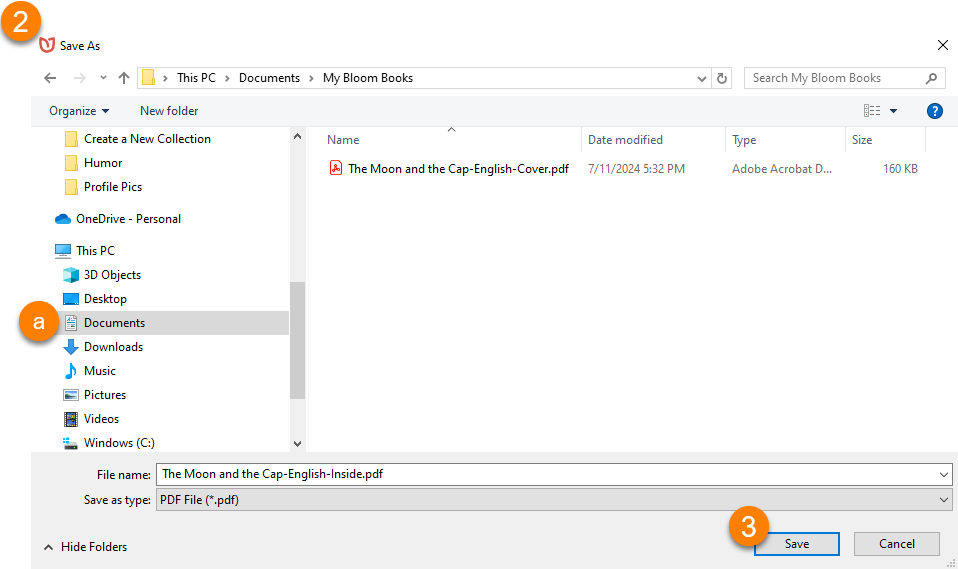 2
Save As
This PC > Documents > My Bloom Books
Search My Bloom Books
Organize
New folder
?
Create a New Collection
Humor
Profile Pics
OneDrive - Personal
This PC
3D Objects
Desktop
a
Documents
Downloads
Music
Pictures
Videos
Windows (C:)
Name Date modified Type Size
The Moon and the Cap-English-Cover.pdf 7/11/2024 5:32 PM Adobe Acrobat D... 160 KB
File name: The Moon and the Cap-English-Inside.pdf
Save as type: PDF File (*.pdf)
3
Hide Folders
Save
Cancel